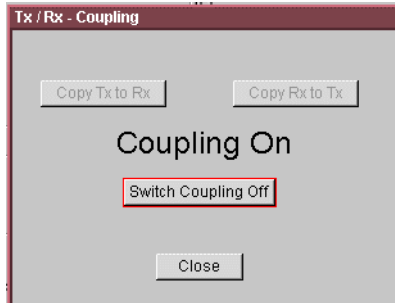 Tx / Rx - Coupling
Copy Tx to Rx
Copy Rx to Tx
Coupling On
Switch Coupling Off
Close